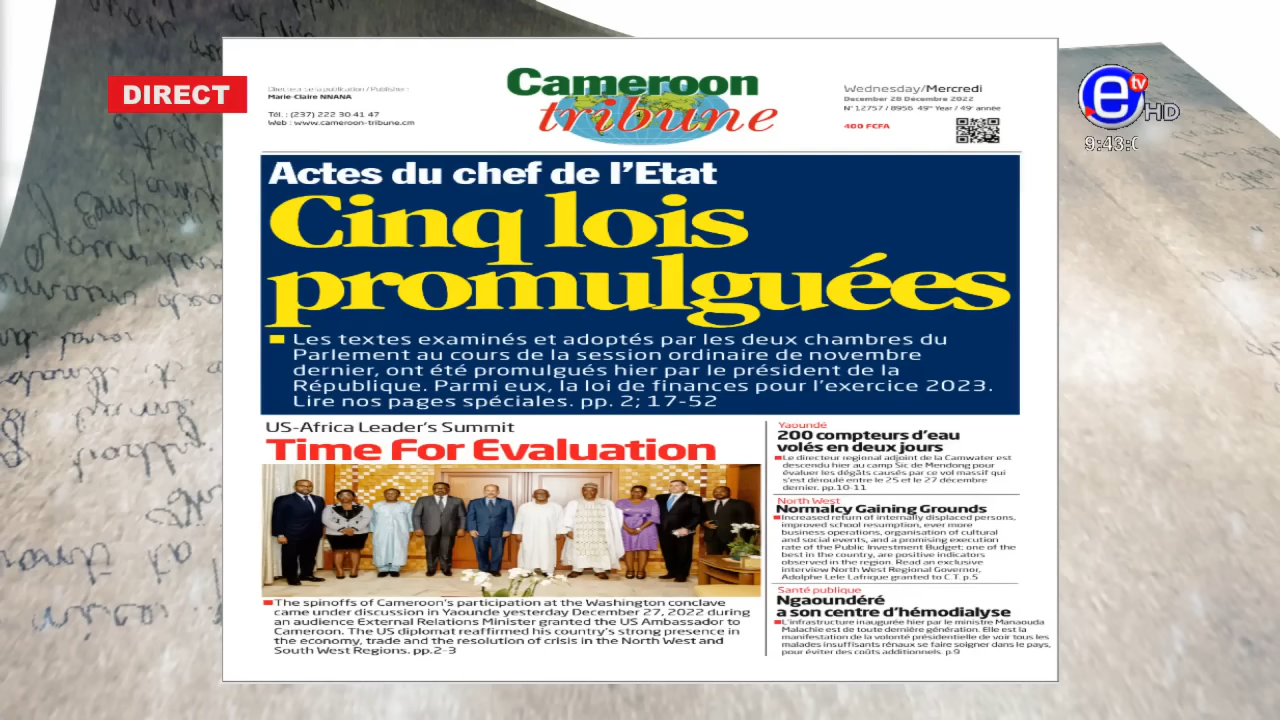 DIRECT
Directeur de la publication / Publisher :
Marie-Claire NNANA
Tél. : (237) 222 30 41 47
Web : www.cameroon-tribune.cm
Cameroon
tribune
Wednesday/Mercredi
December 28 Décembre 2022
N° 12757 / 8956 49th Year / 49e année
400 FCFA
e tv
HD
9:43:0
Actes du chef de l'Etat
Cinq lois
promulguées
Les textes examinés et adoptés par les deux chambres du
Parlement au cours de la session ordinaire de novembre
dernier, ont été promulgués hier par le président de la
République. Parmi eux, la loi de finances pour l'exercice 2023.
Lire nos pages spéciales. pp. 2; 17-52
US-Africa Leader's Summit
Time For Evaluation
The spinoffs of Cameroon's participation at the Washington conclave
came under discussion in Yaounde yesterday December 27, 2022 during
an audience External Relations Minister granted the US Ambassador to
Cameroon. The US diplomat reaffirmed his country's strong presence in
the economy, trade and the resolution of crisis in the North West and
South West Regions. pp.2-3
Yaoundé
200 compteurs d'eau
volés en deux jours
Le directeur regional adjoint de la Camwater est
descendu hier au camp Sic de Mendong pour
évaluer les dégâts causés par ce vol massif qui
s'est déroulé entre le 25 et le 27 décembre
dernier. pp.10-11
North West
Normalcy Gaining Grounds
Increased return of internally displaced persons,
improved school resumption, ever more
business operations, organisation of cultural
and social events, and a promising execution
rate of the Public Investment Budget; one of the
best in the country, are positive indicators
observed in the region. Read an exclusive
interview North West Regional Governor,
Adolphe Lele Lafrique granted to C.T. p.5
Santé publique
Ngaoundéré
a son centre d'hémodialyse
L'infrastructure inaugurée hier par le ministre Manaouda
Malachie est de toute dernière génération. Elle est la
manifestation de la volonté présidentielle de voir tous les
malades insuffisants rénaux se faire soigner dans le pays,
pour éviter des coûts additionnels. p.9